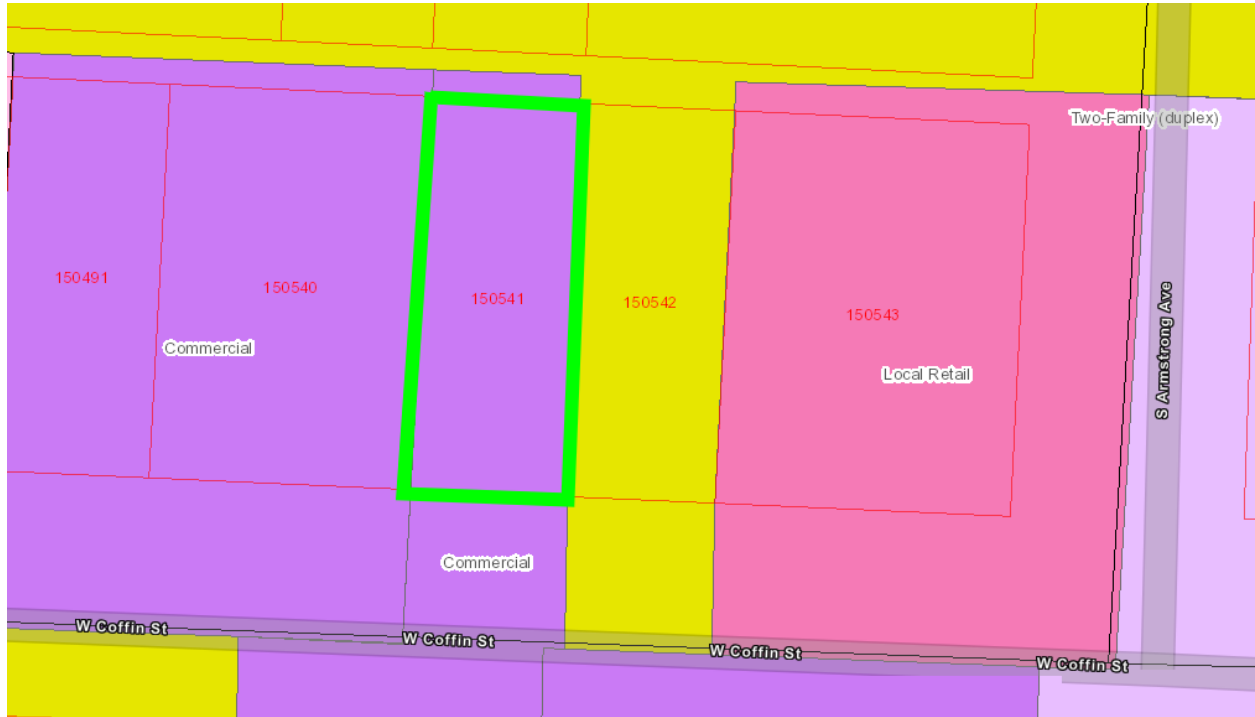 Two-Family (duplex)
150491
150540
150541
150542
150543
Commercial
Local Retail
S Armstrong Ave
Commercial
W Coffin St
W Coffin St
W Coffin St
W Coffin St